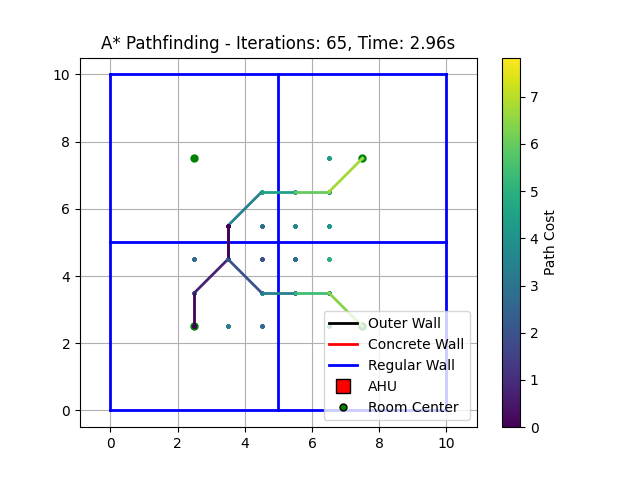 A* Pathfinding - Iterations: 65, Time: 2.96s
10
8
6
4
2
0
0 2 4 6 8 10
Outer Wall
Concrete Wall
Regular Wall
AHU
Room Center
7
6
5
4
3
2
1
0
Path Cost